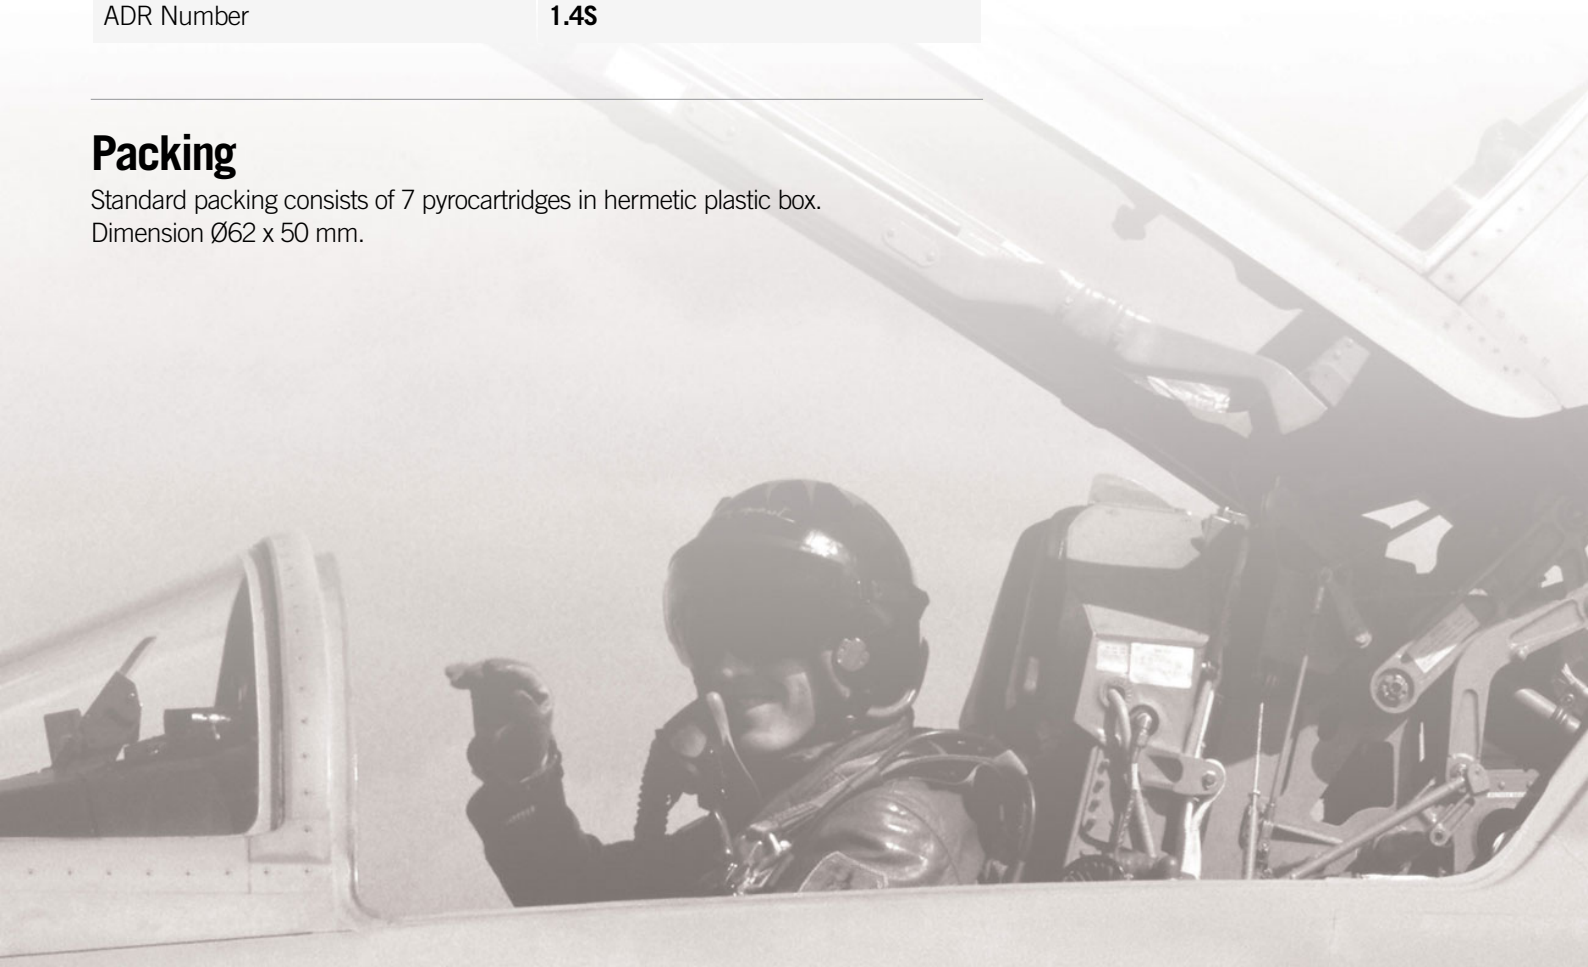 ADR Number 1.4S
Packing
Standard packing consists of 7 pyrocartridges in hermetic plastic box.
Dimension Ø62 x 50 mm.